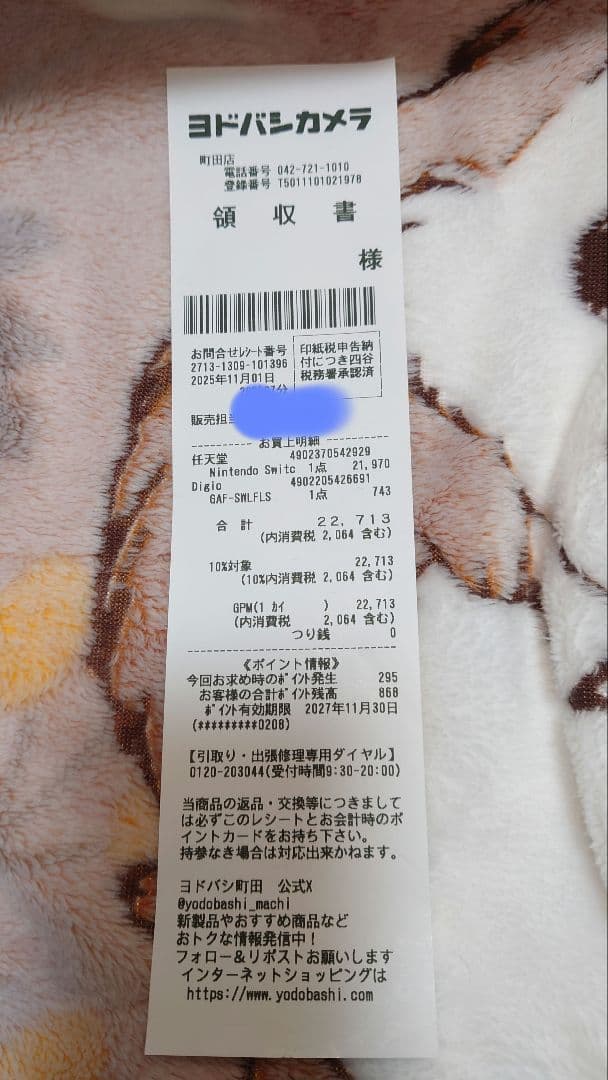 ヨドバシカメラ
町田店
電話番号 042-721-1010
登録番号 T5011101021978
領 収 書
様
お問合せレシート番号
2713-1309-101396
2025年11月01日
印紙税申告納
付につき四谷
税務署承認済
販売担
---------- お買上明細 ----------
任天堂 4902370542929
Nintendo Switc 1点 21,970
Digio 4902205426691
GAF-SWLFLS 1点 743
合 計 22,713
(内消費税 2,064 含む)
10%対象 22,713
(10%内消費税 2,064 含む)
GPM(1 ｶｲ ) 22,713
(内消費税 2,064 含む)
つり銭 0
《ポイント情報》
今回お求め時のﾎﾟｲﾝﾄ発生 295
お客様の合計ﾎﾟｲﾝﾄ残高 868
ﾎﾟｲﾝﾄ有効期限 2027年11月30日
(*********0208)
【引取り・出張修理専用ダイヤル】
0120-203044(受付時間9:30-20:00)
当商品の返品・交換等につきまして
は必ずこのレシートとお会計時のポ
イントカードをお持ち下さい。
持参なき場合は対応出来かねます。
ヨドバシ町田 公式X
@yodobashi_machi
新製品やおすすめ商品など
おトクな情報発信中！
フォロー＆リポストお願いします
インターネットショッピングは
https://www.yodobashi.com